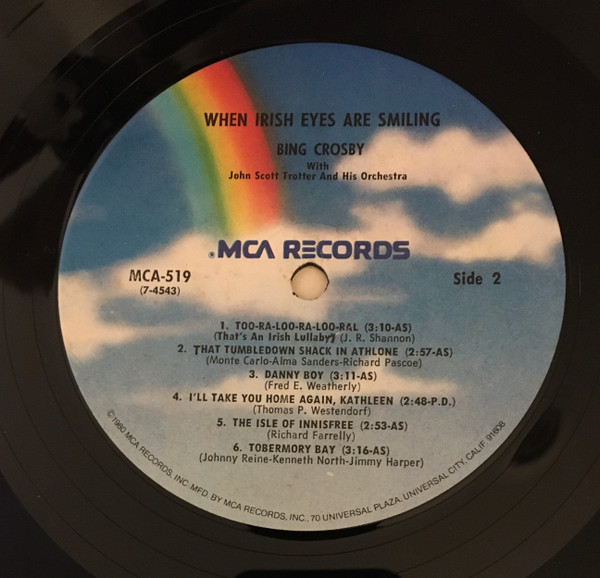 WHEN IRISH EYES ARE SMILING
BING CROSBY
With
John Scott Trotter And His Orchestra
MCA RECORDS
MCA-519
(7-4543)
Side 2
1. TOO-RA-LOO-RA-LOO-RAL (3:10-AS)
(That's An Irish Lullaby) (J. R. Shannon)
2. THAT TUMBLEDOWN SHACK IN ATHLONE (2:57-AS)
(Monte Carlo-Alma Sanders-Richard Pascoe)
3. DANNY BOY (3:11-AS)
(Fred E. Weatherly)
4. I'LL TAKE YOU HOME AGAIN, KATHLEEN (2:48-P.D.)
(Thomas P. Westendorf)
5. THE ISLE OF INNISFREE (2:53-AS)
(Richard Farrelly)
6. TOBERMORY BAY (3:16-AS)
(Johnny Reine-Kenneth North-Jimmy Harper)
©1980 MCA RECORDS, INC. MFD. BY MCA RECORDS, INC., 70 UNIVERSAL PLAZA, UNIVERSAL CITY, CALIF. 91608